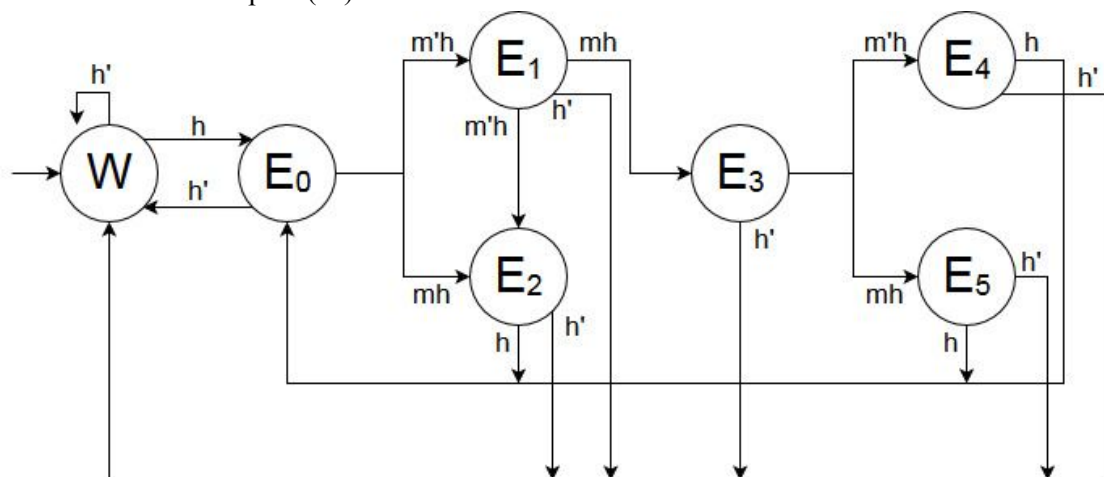 m'h E₁ mh m'h E₄ h
h' h'
h' m'h
W h E₀ E₃
h' h'
E₂ E₅ h'
mh mh
h h' h